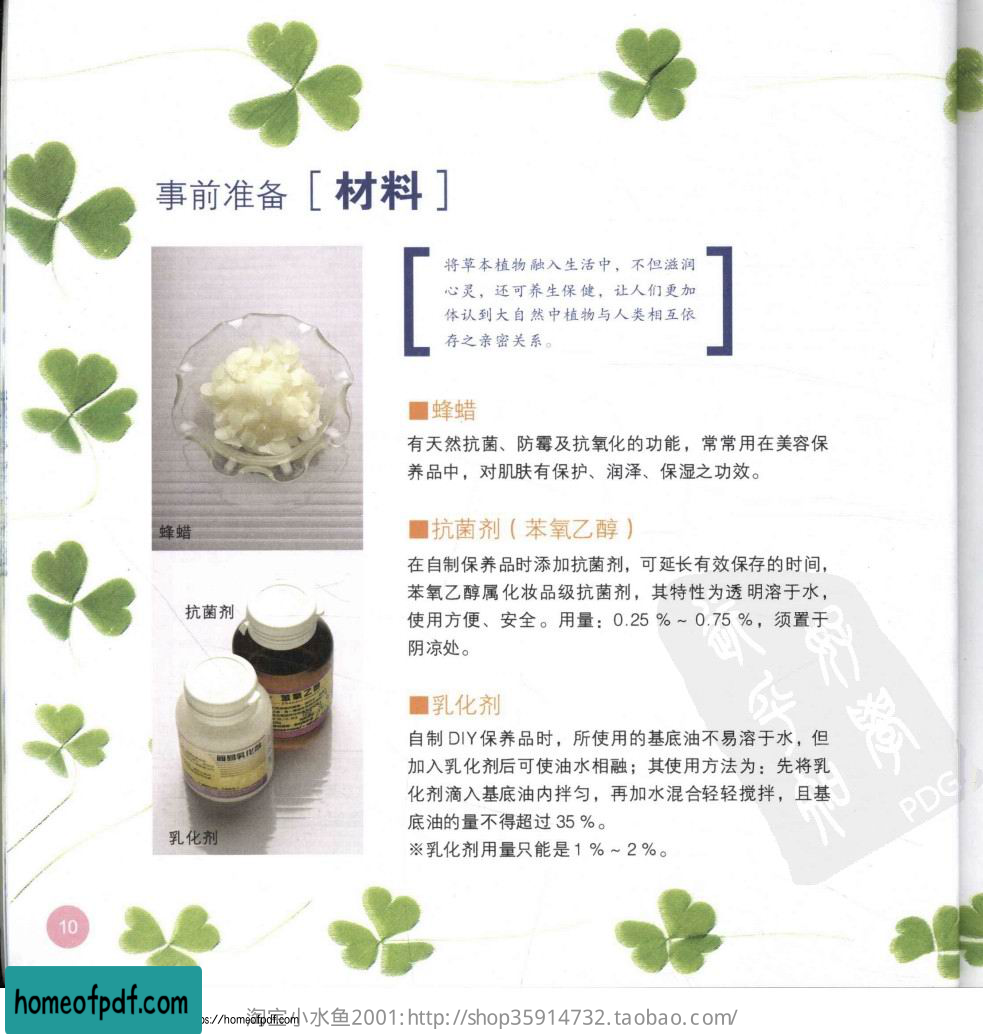 事前准备［材料］
将草本植物融入生活中，不但滋润
心灵，还可养生保健，让人们更加
体认到大自然中植物与人类相互依
存之亲密关系。
■蜂蜡
有天然抗菌、防霉及抗氧化的功能，常常用在美容保
养品中，对肌肤有保护、润泽、保湿之功效。
蜂蜡
■抗菌剂（苯氧乙醇）
在自制保养品时添加抗菌剂，可延长有效保存的时间，
苯氧乙醇属化妆品级抗菌剂，其特性为透明溶于水，
使用方便、安全。用量：0.25％～0.75％，须置于
阴凉处。
抗菌剂
苯氧乙醇
■乳化剂
自制DIY保养品时，所使用的基底油不易溶于水，但
加入乳化剂后可使油水相融；其使用方法为：先将乳
化剂滴入基底油内拌匀，再加水混合轻轻搅拌，且基
底油的量不得超过35％。
※乳化剂用量只能是1％～2％。
乳化剂
PDG
10
homeofpdf.com
ps://homeofpdf.com
淘宝小水鱼2001:http://shop35914732.taobao.com/